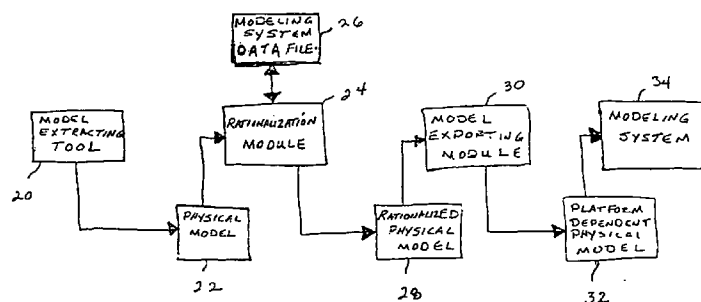 MODELING
SYSTEM
DATA FILE
26
24
30
34
MODEL
EXTRACTING
TOOL
RATIONALIZATION
MODULE
MODEL
EXPORTING
MODULE
MODELING
SYSTEM
20
PHYSICAL
MODEL
RATIONALIZED
PHYSICAL
MODEL
PLATFORM
DEPENDENT
PHYSICAL
MODEL
22
28
32